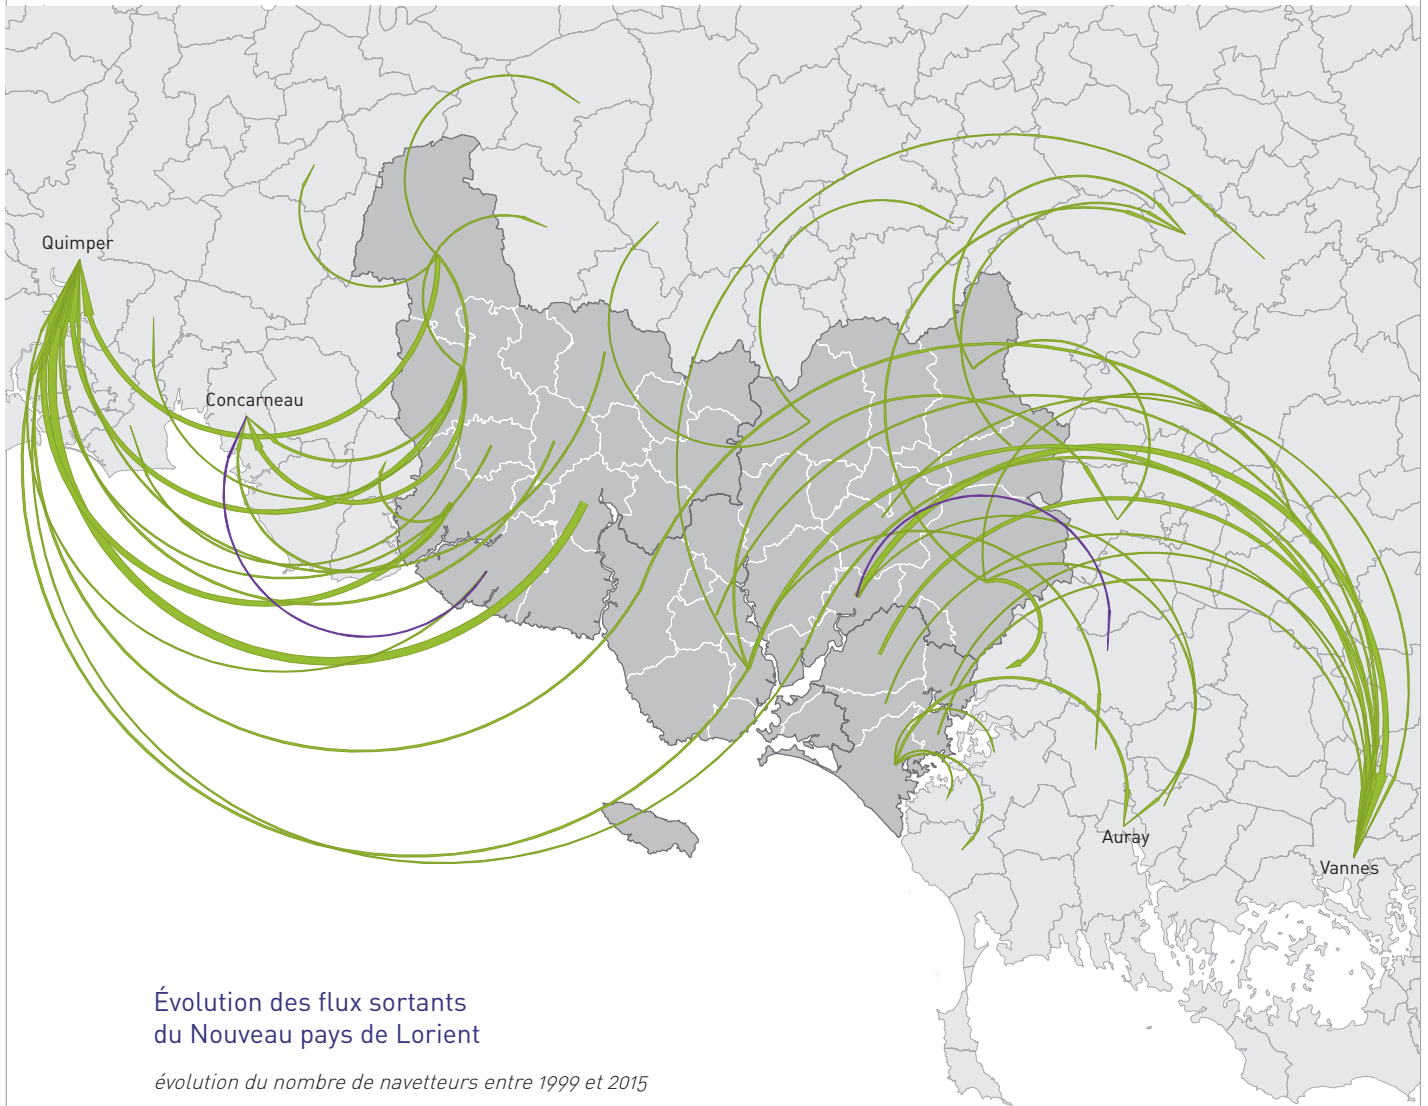 Quimper
Concarneau
Auray
Vannes
Évolution des flux sortants
du Nouveau pays de Lorient
évolution du nombre de navetteurs entre 1999 et 2015